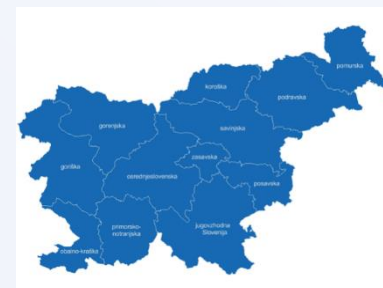 pomurska
koroška
podravska
gorenjska
savinjska
zasavska
goriška
osrednjeslovenska
posavska
primorsko-
notranjska
jugovzhodna
Slovenija
obalno-kraška